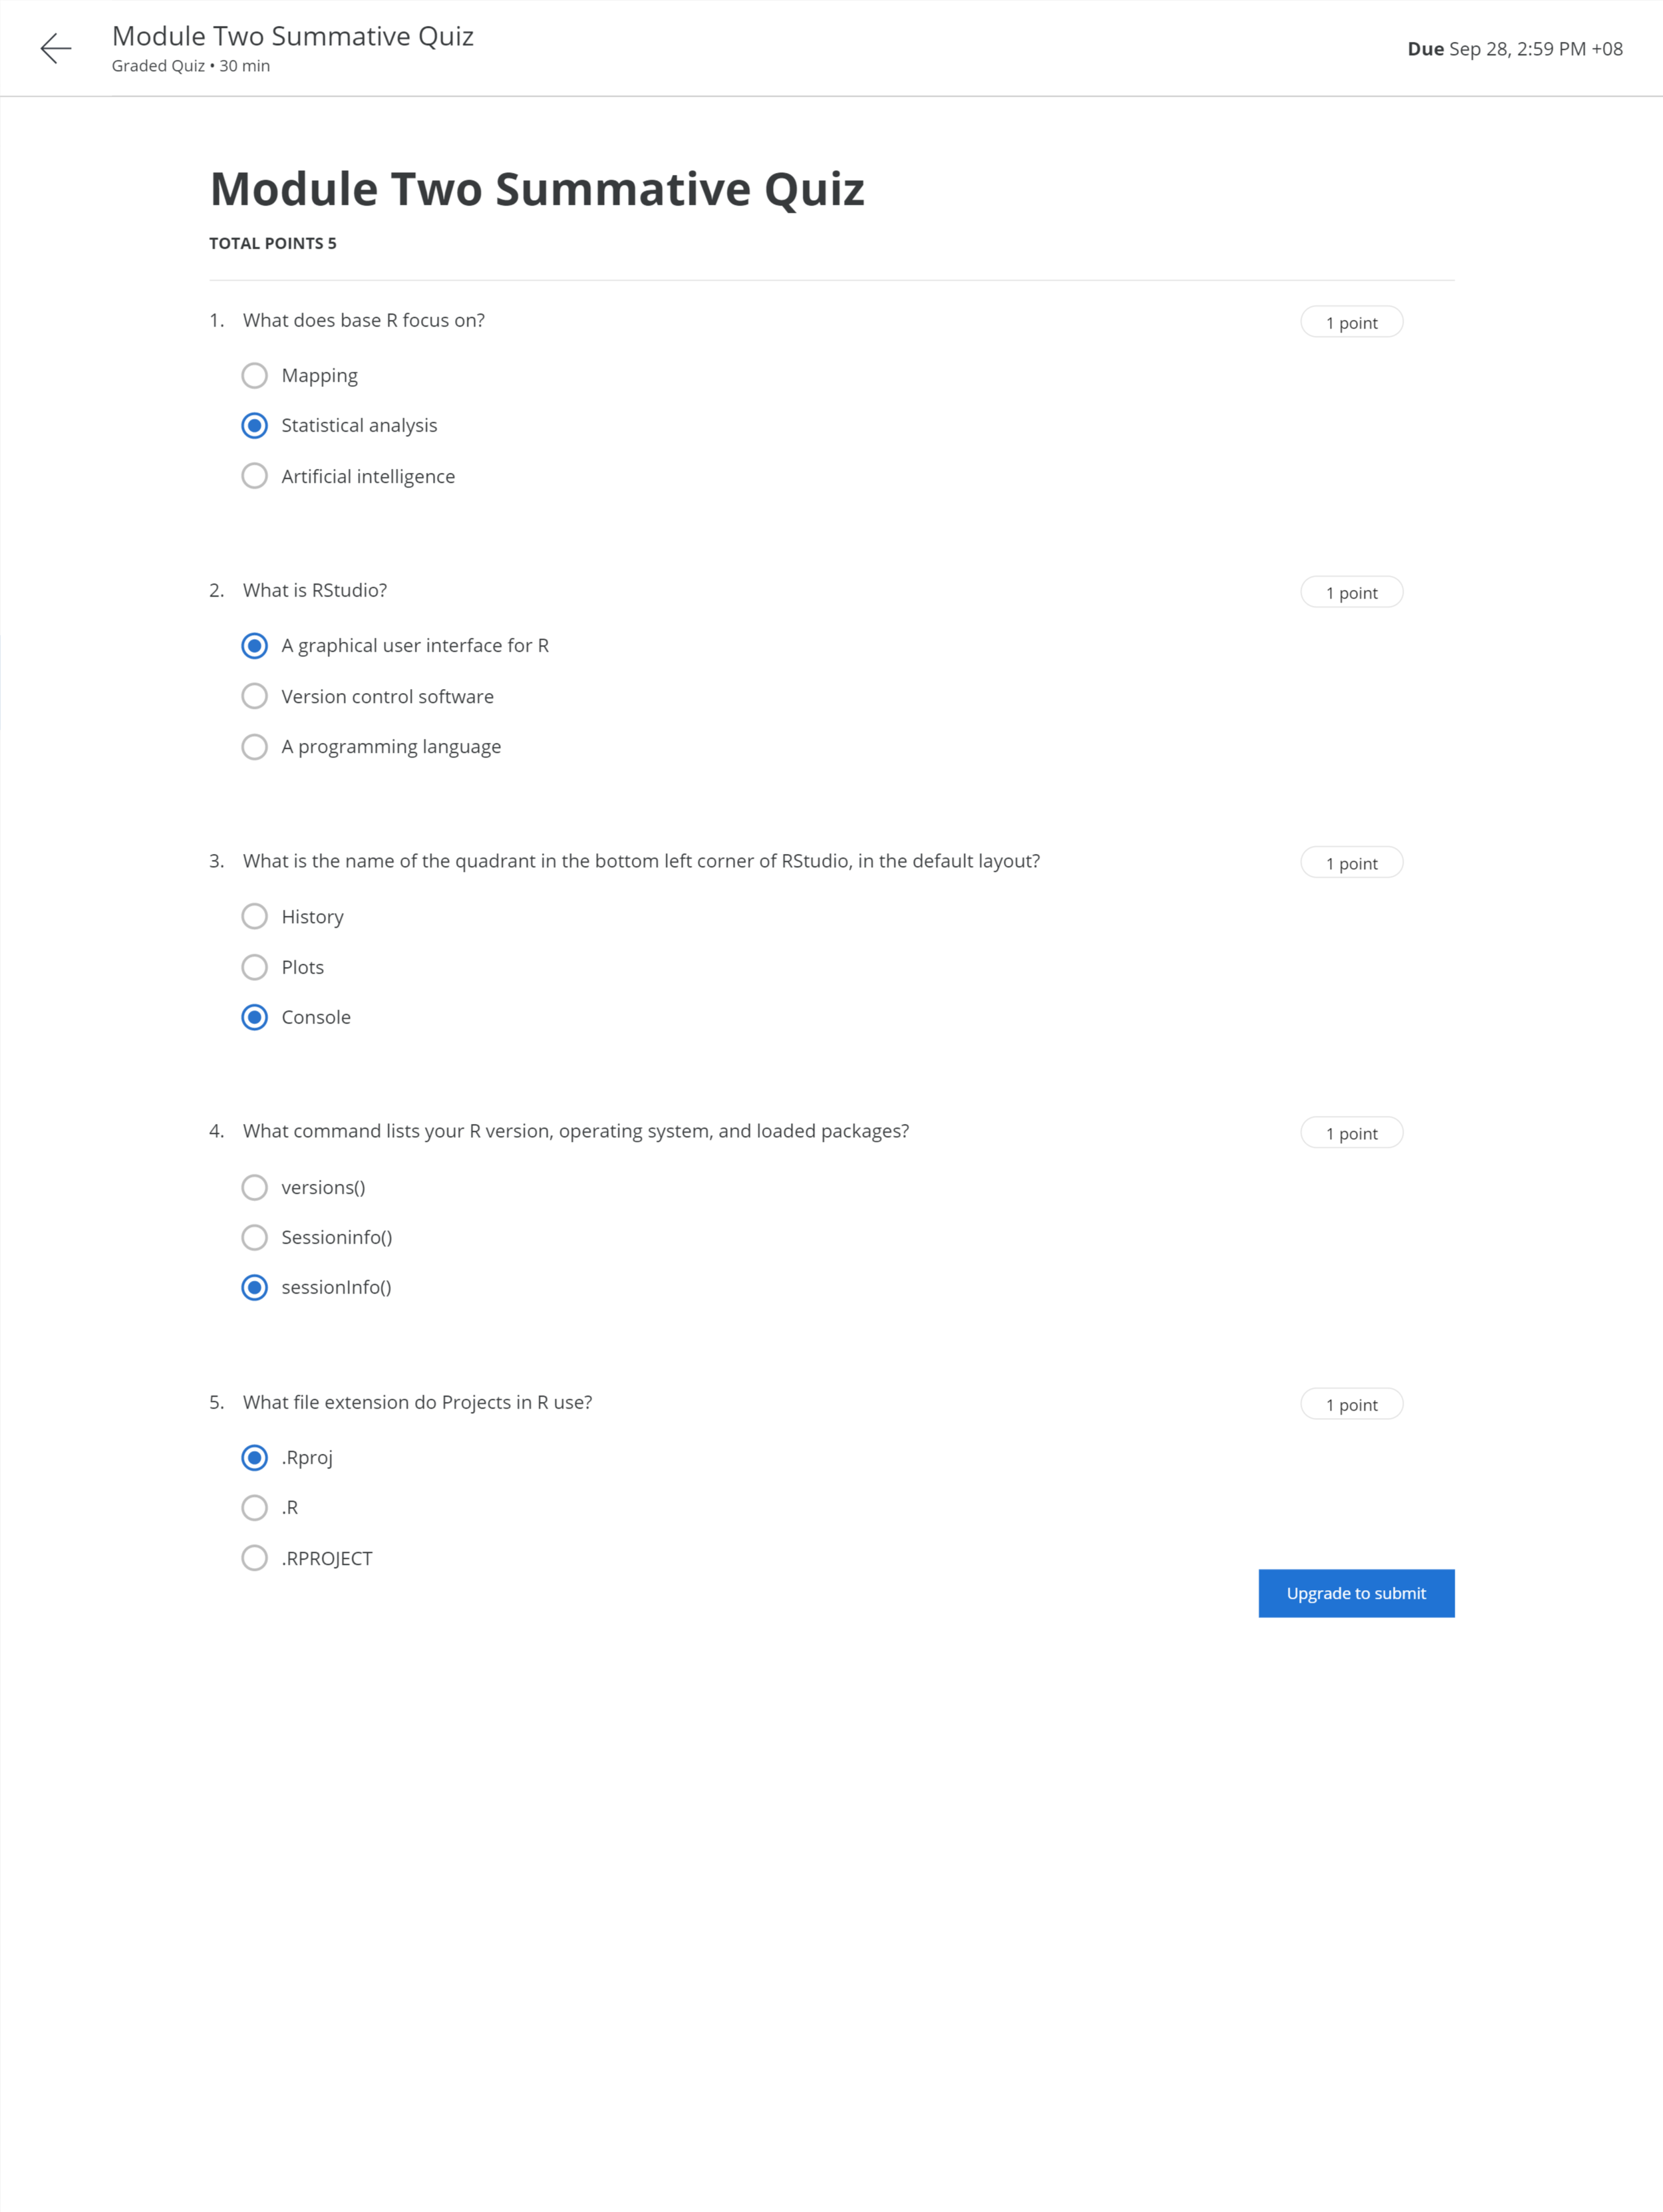 Module Two Summative Quiz
Graded Quiz • 30 min
Due Sep 28, 2:59 PM +08
Module Two Summative Quiz
TOTAL POINTS 5
1. What does base R focus on?
1 point
Mapping
Statistical analysis
Artificial intelligence
2. What is RStudio?
1 point
A graphical user interface for R
Version control software
A programming language
3. What is the name of the quadrant in the bottom left corner of RStudio, in the default layout?
1 point
History
Plots
Console
4. What command lists your R version, operating system, and loaded packages?
1 point
versions()
Sessioninfo()
sessionInfo()
5. What file extension do Projects in R use?
1 point
.Rproj
.R
.RPROJECT
Upgrade to submit